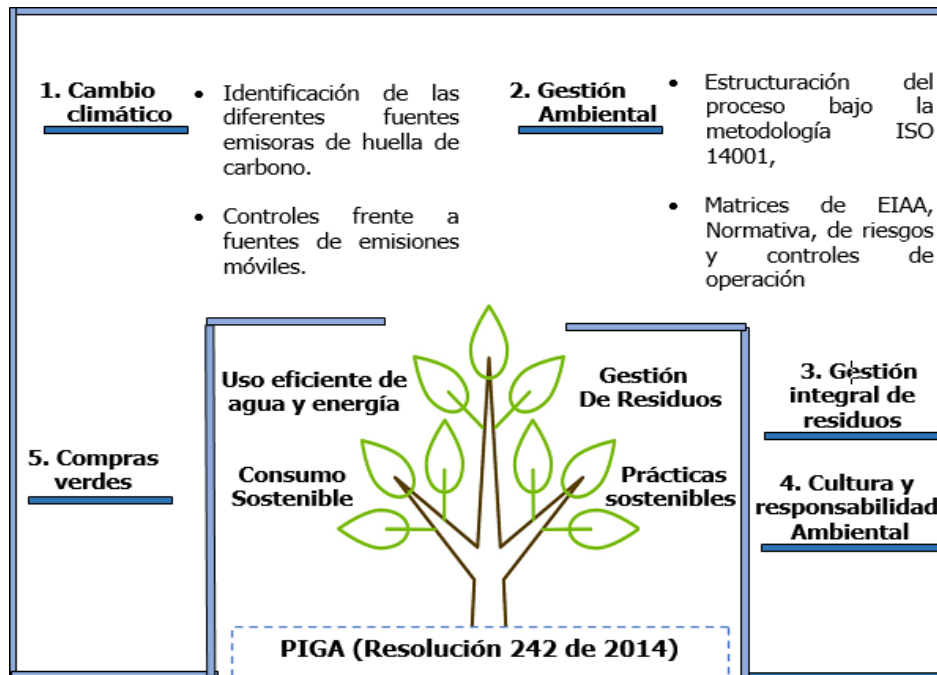 1. Cambio
climático
• Identificación de las
diferentes fuentes
emisoras de huella de
carbono.
• Controles frente a
fuentes de emisiones
móviles.
2. Gestión
Ambiental
• Estructuración del
proceso bajo la
metodología ISO
14001,
• Matrices de EIAA,
Normativa, de riesgos
y controles de
operación
Uso eficiente de
agua y energía
Gestión
De Residuos
Consumo
Sostenible
Prácticas
sostenibles
3. Gestión
integral de
residuos
4. Cultura y
responsabilidad
Ambiental
5. Compras
verdes
PIGA (Resolución 242 de 2014)